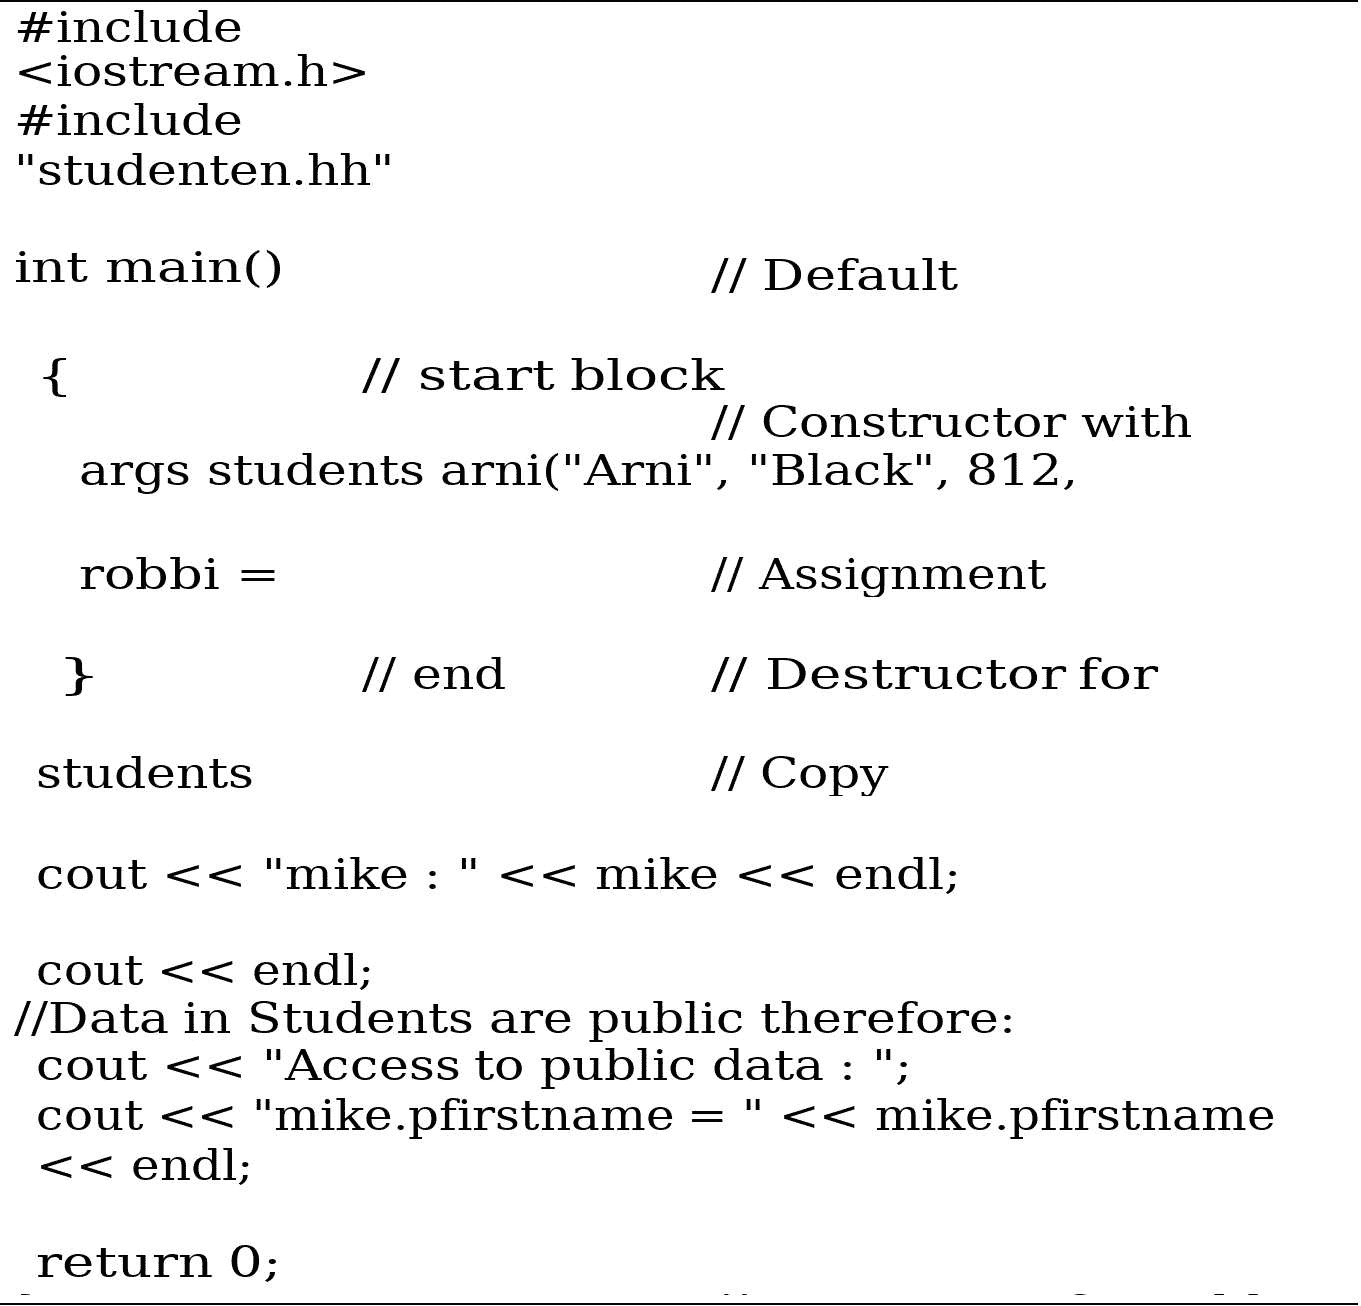 #include
<iostream.h>
#include
"studenten.hh"
int main() // Default
{ // start block
// Constructor with
args students arni("Arni", "Black", 812,
robbi = // Assignment
} // end // Destructor for
students // Copy
cout << "mike : " << mike << endl;
cout << endl;
//Data in Students are public therefore:
cout << "Access to public data : ";
cout << "mike.pfirstname = " << mike.pfirstname
<< endl;
return 0;